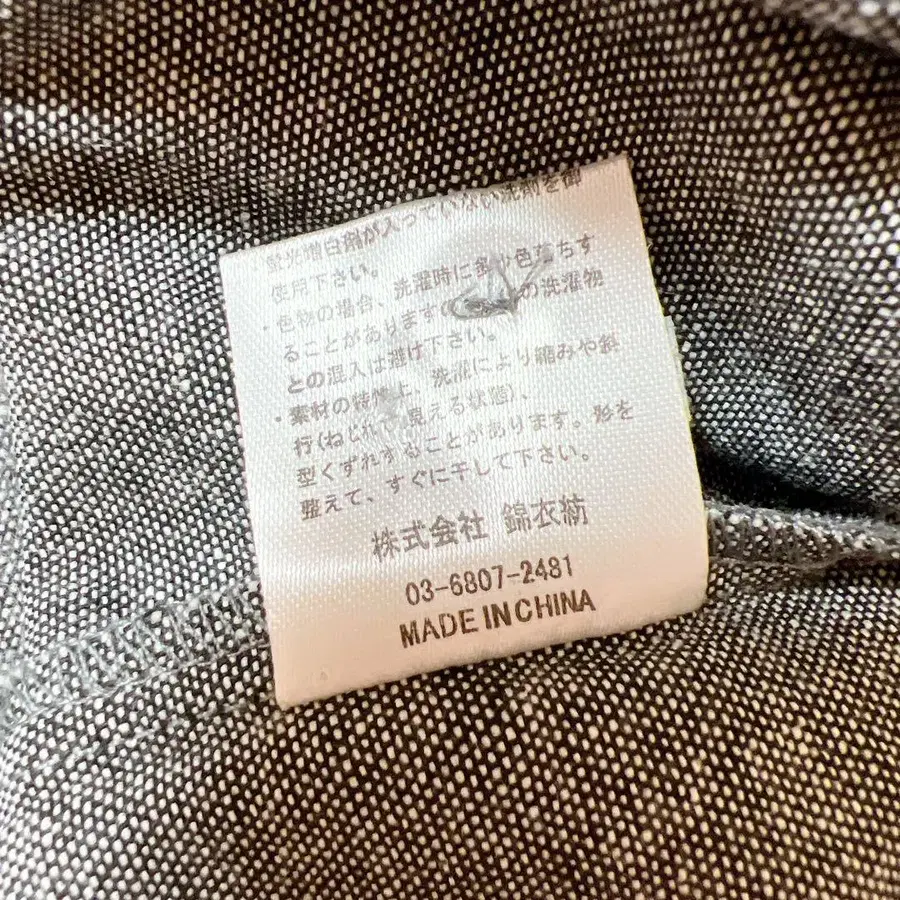 ・蛍光増白剤が入っていない洗剤を御
使用下さい。
・色物の場合、洗濯時に多少色落ちす
ることがあります の洗濯物
との混入は避け下さい。
・素材の特性上、洗濯により縮みや斜
行(ねじれて見える状態)、
型くずれすることがあります。形を
整えて、すぐに干して下さい。
株式会社 錦衣紡
03-6807-2481
MADE IN CHINA